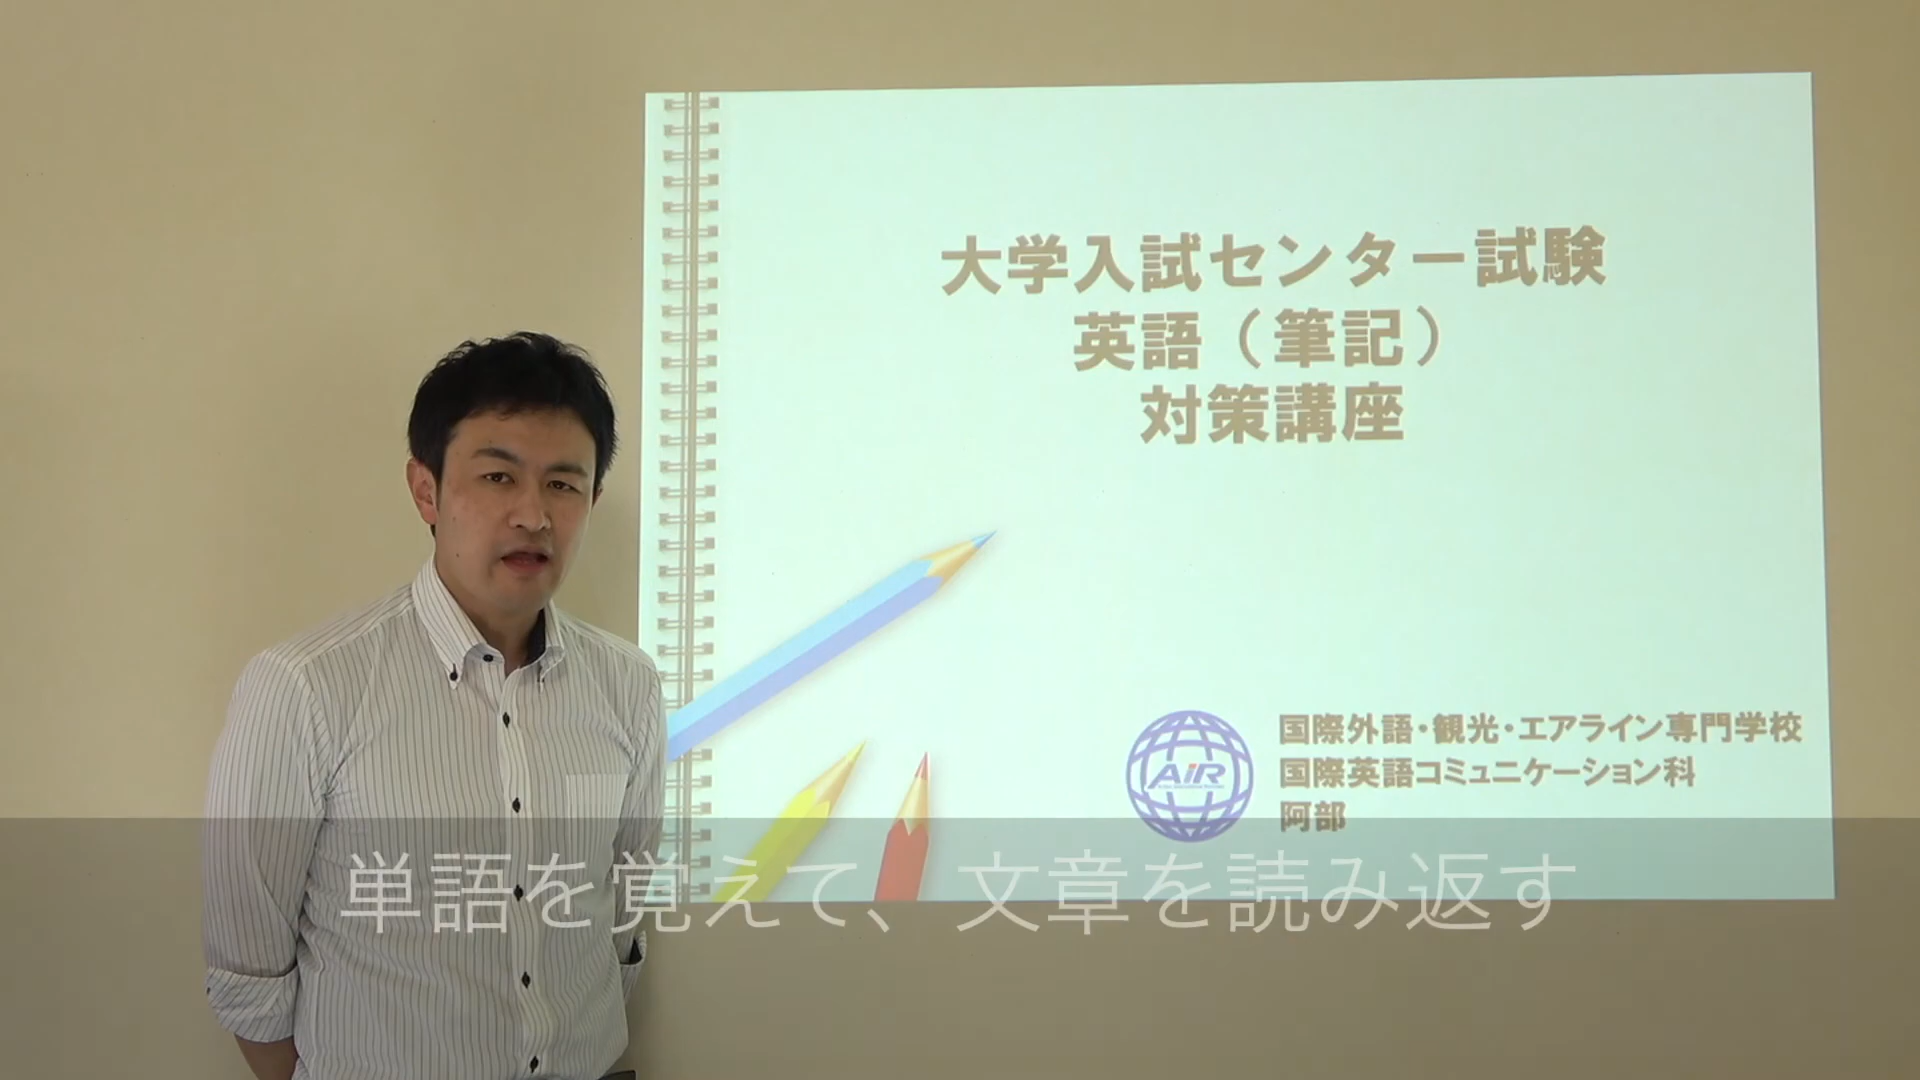 大学入試センター試験
英語（筆記）
対策講座
AiR
国際外語・観光・エアライン専門学校
国際英語コミュニケーション科
阿部
単語を覚えて、文章を読み返す